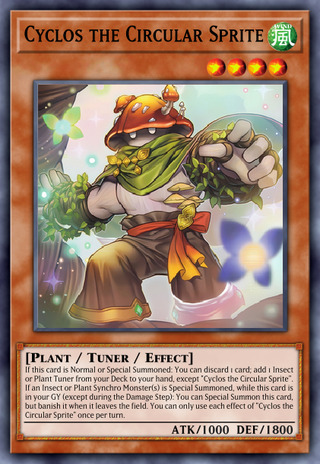 Cyclos the Circular Sprite
WIND
風
[Plant / Tuner / Effect]
If this card is Normal or Special Summoned: You can discard 1 card; add 1 Insect
or Plant Tuner from your Deck to your hand, except "Cyclos the Circular Sprite".
If an Insect or Plant Synchro Monster(s) is Special Summoned, while this card is
in your GY (except during the Damage Step): You can Special Summon this card,
but banish it when it leaves the field. You can only use each effect of "Cyclos the
Circular Sprite" once per turn.
ATK/1000 DEF/1800